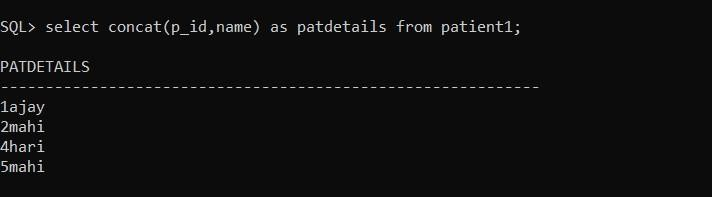 SQL> select concat(p_id,name) as patdetails from patient1;
PATDETAILS
------------------------------------------------------------
1ajay
2mahi
4hari
5mahi